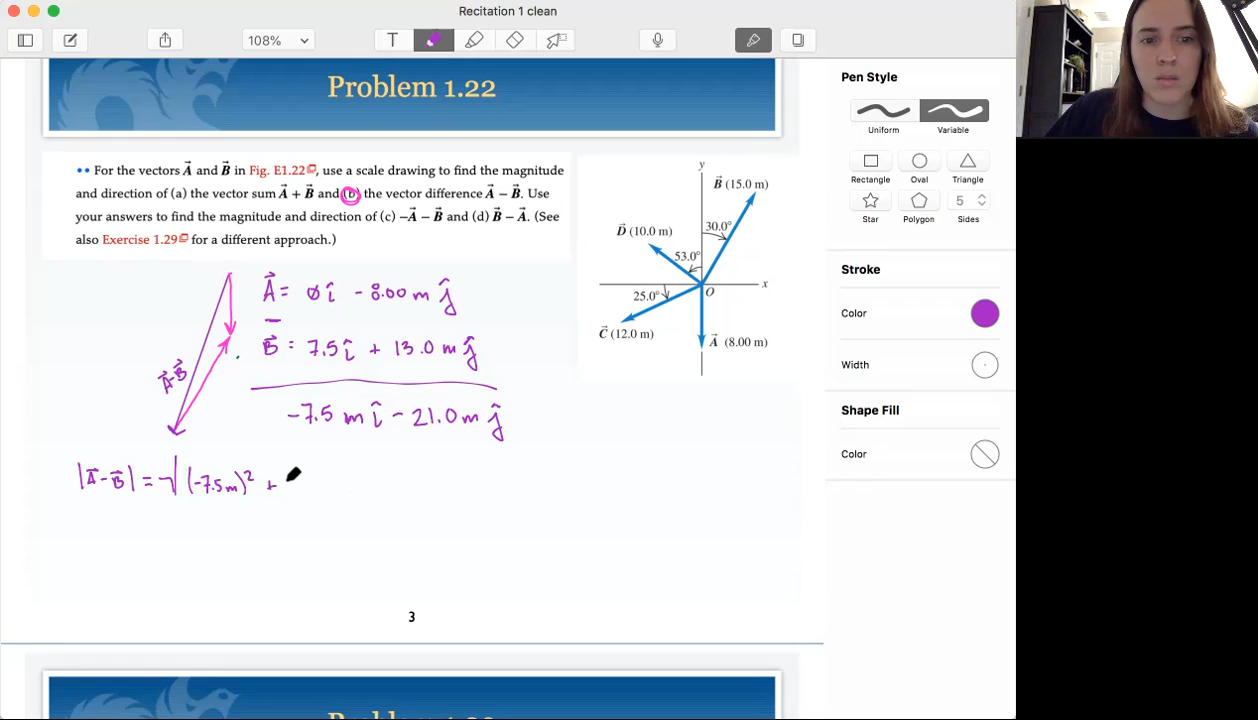 Recitation 1 clean
108%
T
Problem 1.22
•• For the vectors A⃗ and B⃗ in Fig. E1.22, use a scale drawing to find the magnitude
and direction of (a) the vector sum A⃗ + B⃗ and (b) the vector difference A⃗ − B⃗. Use
your answers to find the magnitude and direction of (c) −A⃗ − B⃗ and (d) B⃗ − A⃗. (See
also Exercise 1.29 for a different approach.)
y
B⃗ (15.0 m)
30.0°
D⃗ (10.0 m)
53.0°
x
O
25.0°
C⃗ (12.0 m)
A⃗ (8.00 m)
A⃗ = 0î - 8.00 m ĵ
−
B⃗ = 7.5î + 13.0 m ĵ
A⃗-B⃗
-7.5 m î - 21.0 m ĵ
|A⃗-B⃗| = √ (-7.5m)² +
3
Pen Style
Uniform Variable
Rectangle Oval Triangle
5
Star Polygon Sides
Stroke
Color
Width
Shape Fill
Color